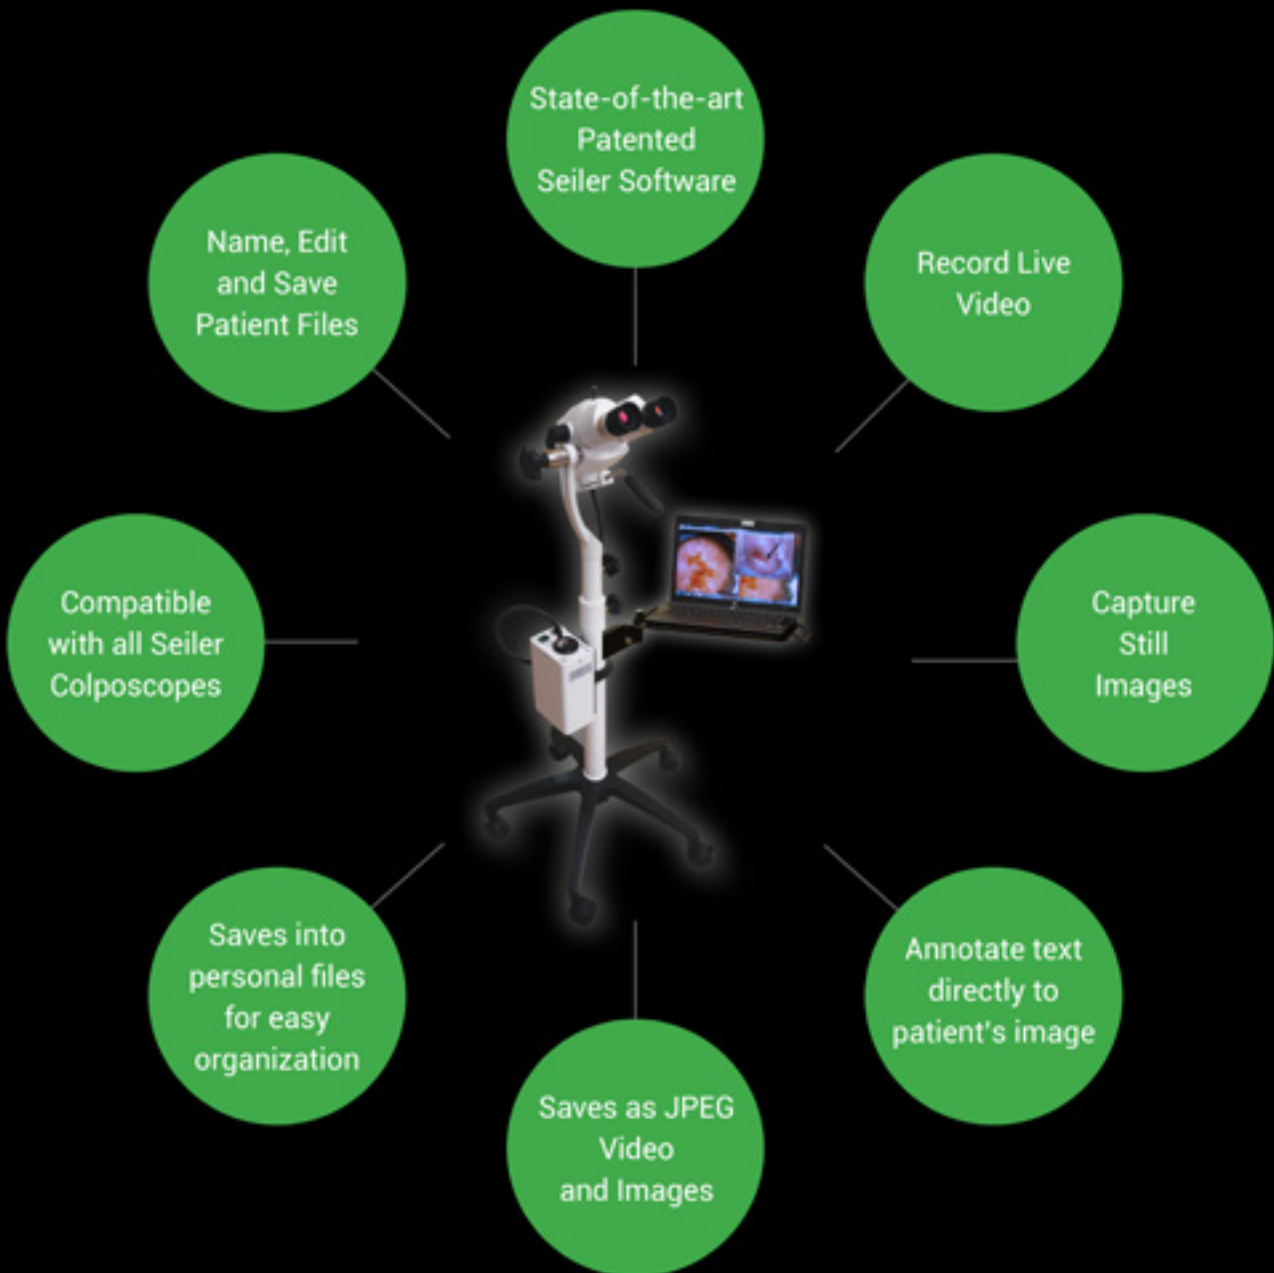 State-of-the-art
Patented
Seiler Software
Record Live
Video
Capture
Still
Images
Annotate text
directly to
patient's image
Saves as JPEG
Video
and Images
Saves into
personal files
for easy
organization
Compatible
with all Seiler
Colposcopes
Name, Edit
and Save
Patient Files